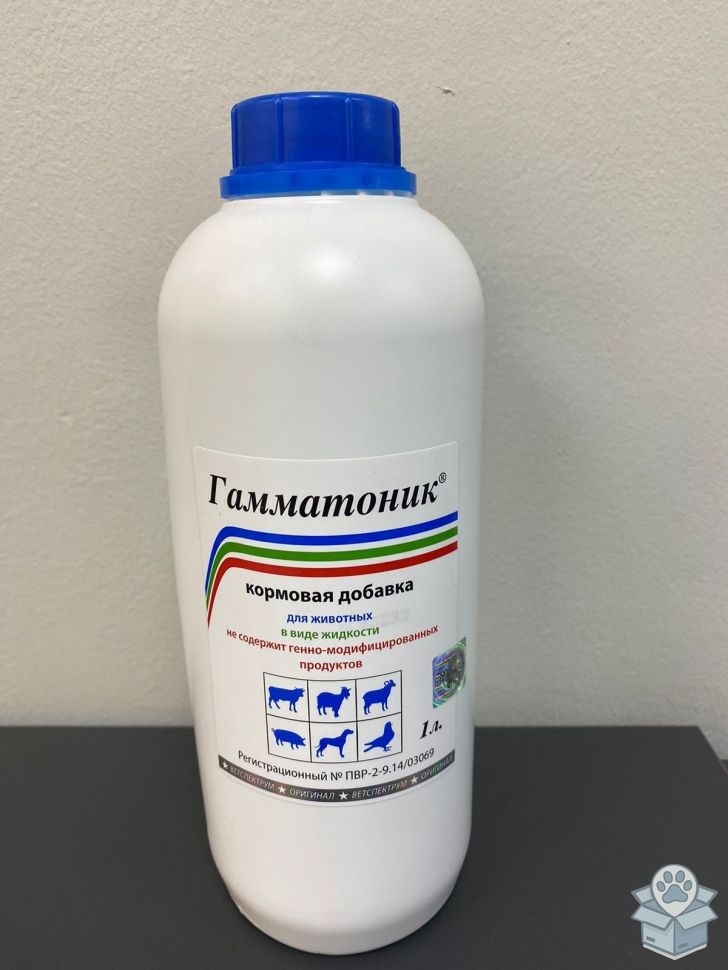 Гамматоник®
кормовая добавка
для животных
в виде жидкости
не содержит генно-модифицированных
продуктов
1л.
Регистрационный № ПВР-2-9.14/03069
★ ВЕТСПЕКТРУМ ★ ОРИГИНАЛ ★ ВЕТСПЕКТРУМ ★ ОРИГИНАЛ